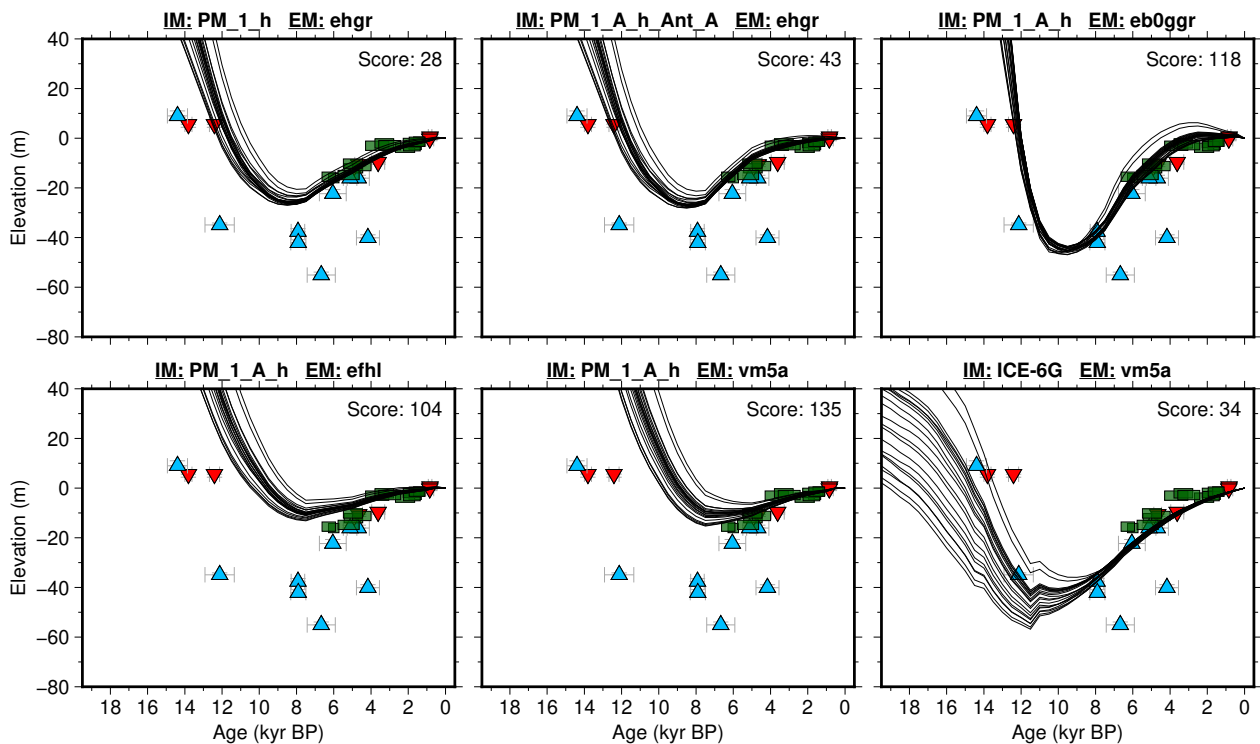 IM: PM_1_h EM: ehgr
IM: PM_1_A_h_Ant_A EM: ehgr
IM: PM_1_A_h EM: eb0ggr
Score: 28
Score: 43
Score: 118
40
20
0
−20
−40
−60
−80
Elevation (m)
IM: PM_1_A_h EM: efhl
IM: PM_1_A_h EM: vm5a
IM: ICE-6G EM: vm5a
Score: 104
Score: 135
Score: 34
40
20
0
−20
−40
−60
−80
Elevation (m)
18 16 14 12 10 8 6 4 2 0
18 16 14 12 10 8 6 4 2 0
18 16 14 12 10 8 6 4 2 0
Age (kyr BP)
Age (kyr BP)
Age (kyr BP)